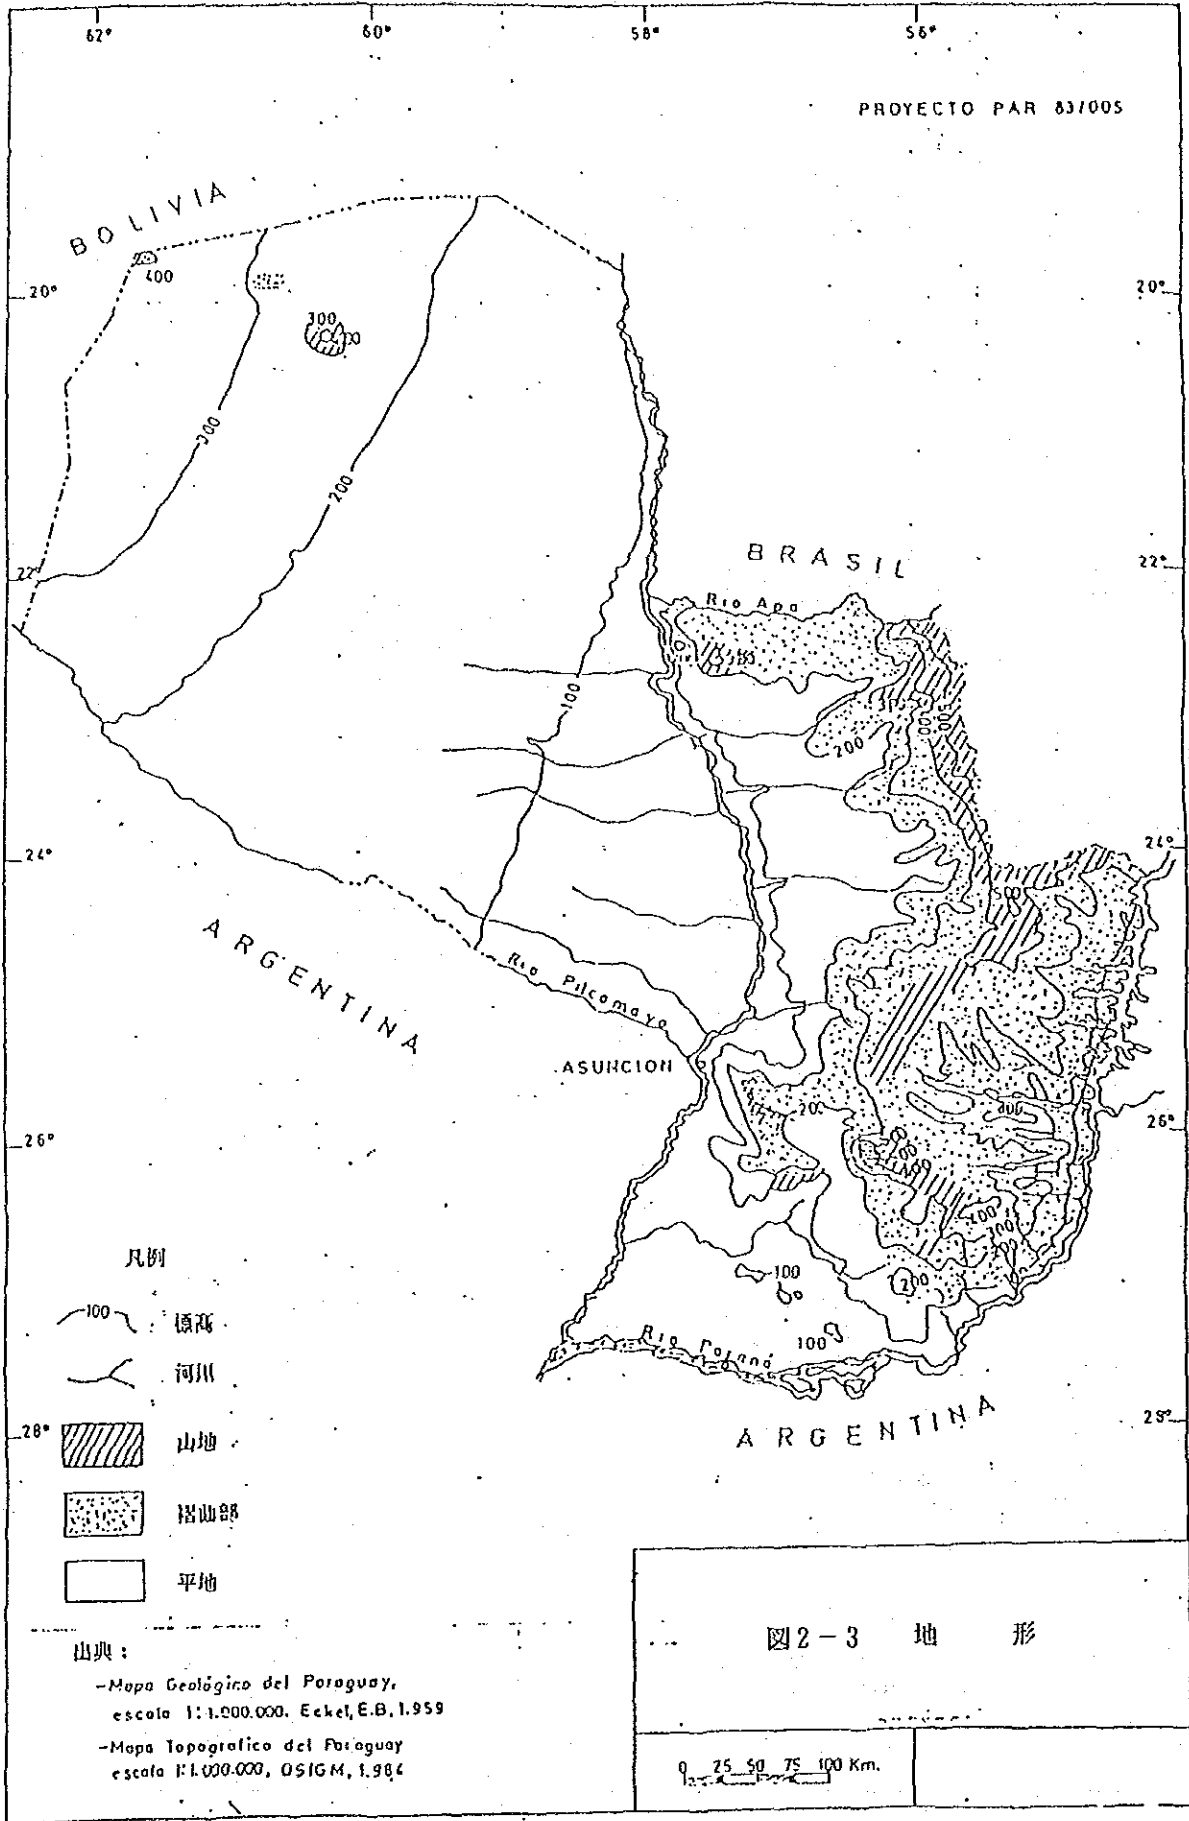 62° 60° 58° 56°
PROYECTO PAR 83/005
BOLIVIA
400
20° 20°
300
300
200
BRASIL
22° 22°
Rio Apa
100
200
24° 24°
500
ARGENTINA
Rio Pilcomayo
ASUNCION
26° 26°
400
100
200
100
Rio Paraná
ARGENTINA
28° 28°
凡例
100 標高
河川
山地
褶曲部
平地
出典:
-Mapa Geológico del Paraguay,
escala 1:1.000.000. Eckel, E.B, 1.959
-Mapa Topografico del Paraguay
escala 1:1.000.000, DSIGM, 1.984
図2-3 地形
0 25 50 75 100 Km.